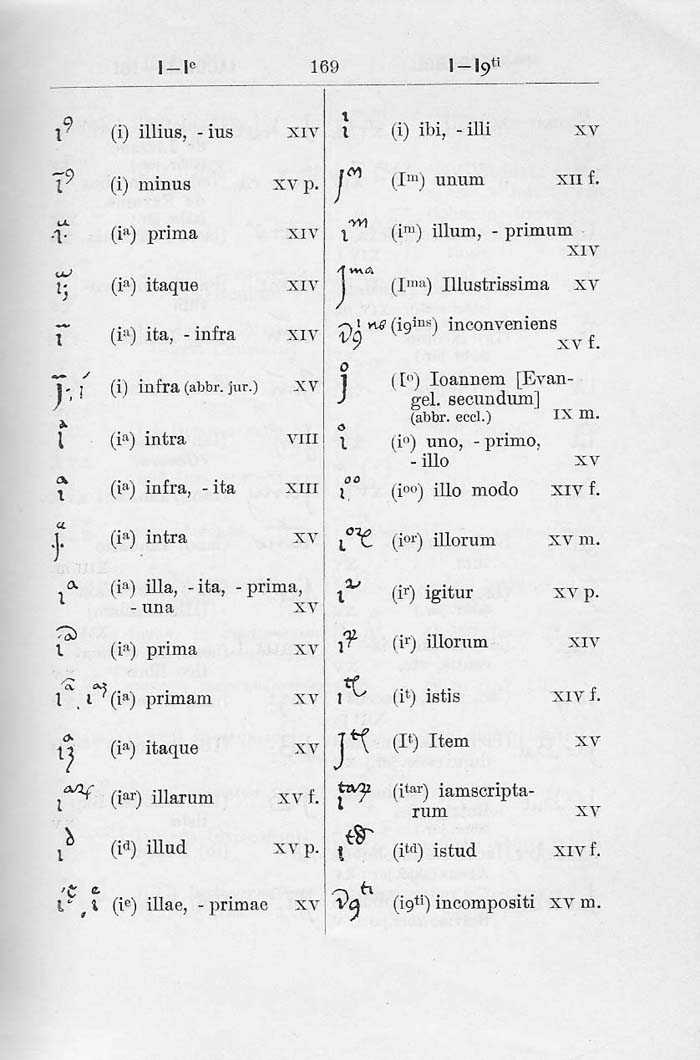 I—Iᵉ 169 I—I9ᵗⁱ
(i) illius, - ius XIV
(i) minus XV p.
(iᵃ) prima XIV
(iᵃ) itaque XIV
(iᵃ) ita, - infra XIV
(i) infra (abbr. jur.) XV
(iᵃ) intra VIII
(iᵃ) infra, - ita XIII
(iᵃ) intra XV
(iᵃ) illa, - ita, - prima,
- una XV
(iᵃ) prima XV
(iᵃ) primam XV
(iᵃ) itaque XV
(iᵃʳ) illarum XV f.
(iᵈ) illud XV p.
(iᵉ) illae, - primae XV
(i) ibi, - illi XV
(Iᵐ) unum XII f.
(iᵐ) illum, - primum
XIV
(Iᵐᵃ) Illustrissima XV
(i9ⁱⁿˢ) inconveniens
XV f.
(Iᵒ) Ioannem [Evan-
gel. secundum]
(abbr. eccl.) IX m.
(iᵒ) uno, - primo,
- illo XV
(iᵒᵒ) illo modo XIV f.
(iᵒʳ) illorum XV m.
(iʳ) igitur XV p.
(iʳ) illorum XIV
(iᵗ) istis XIV f.
(Iᵗ) Item XV
(iᵗᵃʳ) iamscripta-
rum XV
(iᵗᵈ) istud XIV f.
(i9ᵗⁱ) incompositi XV m.